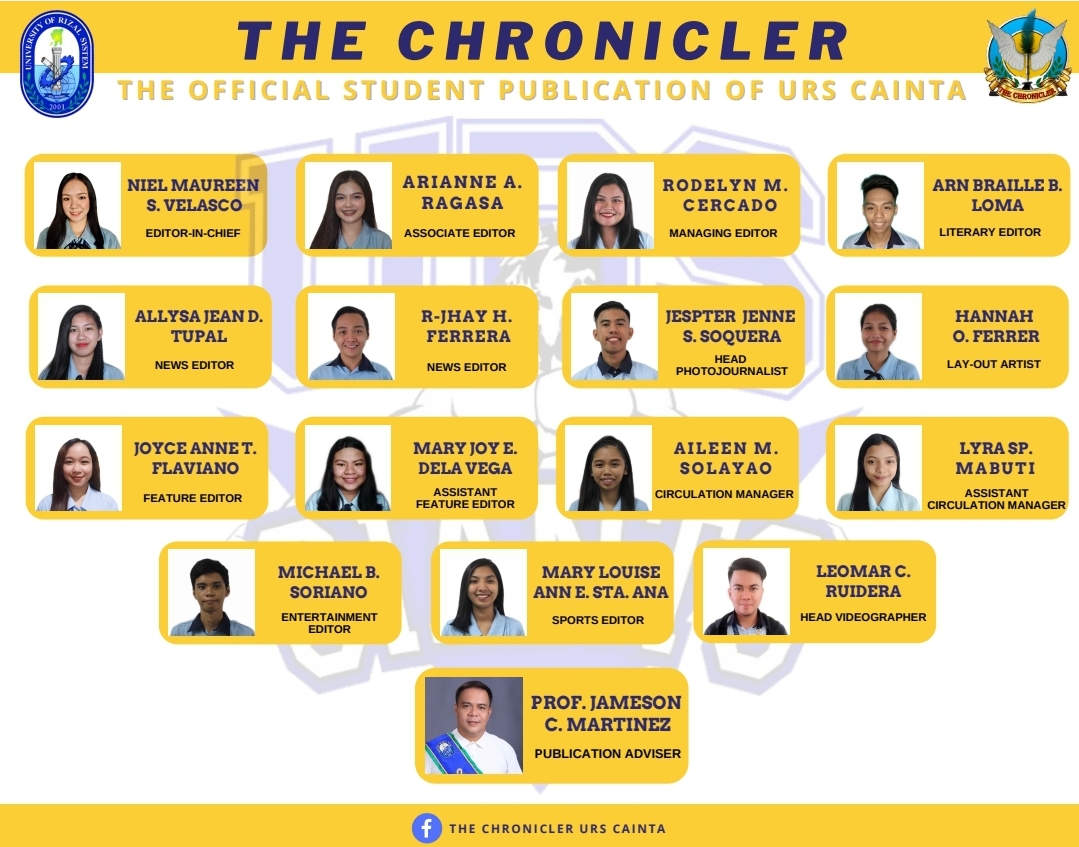 THE CHRONICLER
THE OFFICIAL STUDENT PUBLICATION OF URS CAINTA
UNIVERSITY OF RIZAL SYSTEM
2001
THE CHRONICLER
NIEL MAUREEN
S. VELASCO
EDITOR-IN-CHIEF
ARIANNE A.
RAGASA
ASSOCIATE EDITOR
RODELYN M.
CERCADO
MANAGING EDITOR
ARN BRAILLE B.
LOMA
LITERARY EDITOR
ALLYSA JEAN D.
TUPAL
NEWS EDITOR
R-JHAY H.
FERRERA
NEWS EDITOR
JESPTER JENNE
S. SOQUERA
HEAD
PHOTOJOURNALIST
HANNAH
O. FERRER
LAY-OUT ARTIST
JOYCE ANNE T.
FLAVIANO
FEATURE EDITOR
MARY JOY E.
DELA VEGA
ASSISTANT
FEATURE EDITOR
AILEEN M.
SOLAYAO
CIRCULATION MANAGER
LYRA SP.
MABUTI
ASSISTANT
CIRCULATION MANAGER
MICHAEL B.
SORIANO
ENTERTAINMENT
EDITOR
MARY LOUISE
ANN E. STA. ANA
SPORTS EDITOR
LEOMAR C.
RUIDERA
HEAD VIDEOGRAPHER
PROF. JAMESON
C. MARTINEZ
PUBLICATION ADVISER
URS
THE CHRONICLER URS CAINTA